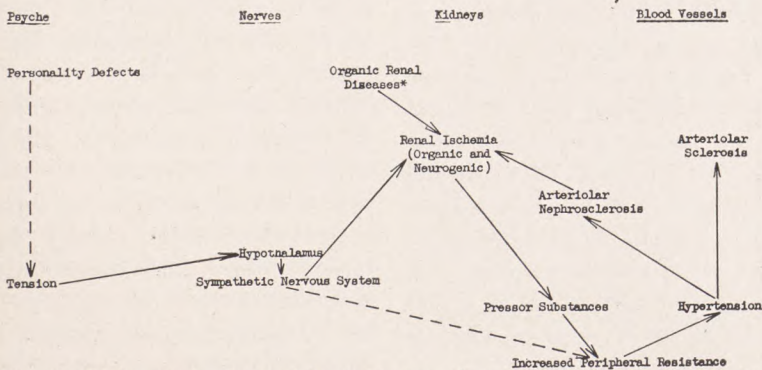 Psyche
Nerves
Kidneys
Blood Vessels
Personality Defects
Organic Renal
Diseases*
Renal Ischemia
(Organic and
Neurogenic)
Arteriolar
Sclerosis
Arteriolar
Nephrosclerosis
Hypothalamus
Tension
Sympathetic Nervous System
Pressor Substances
Hypertension
Increased Peripheral Resistance